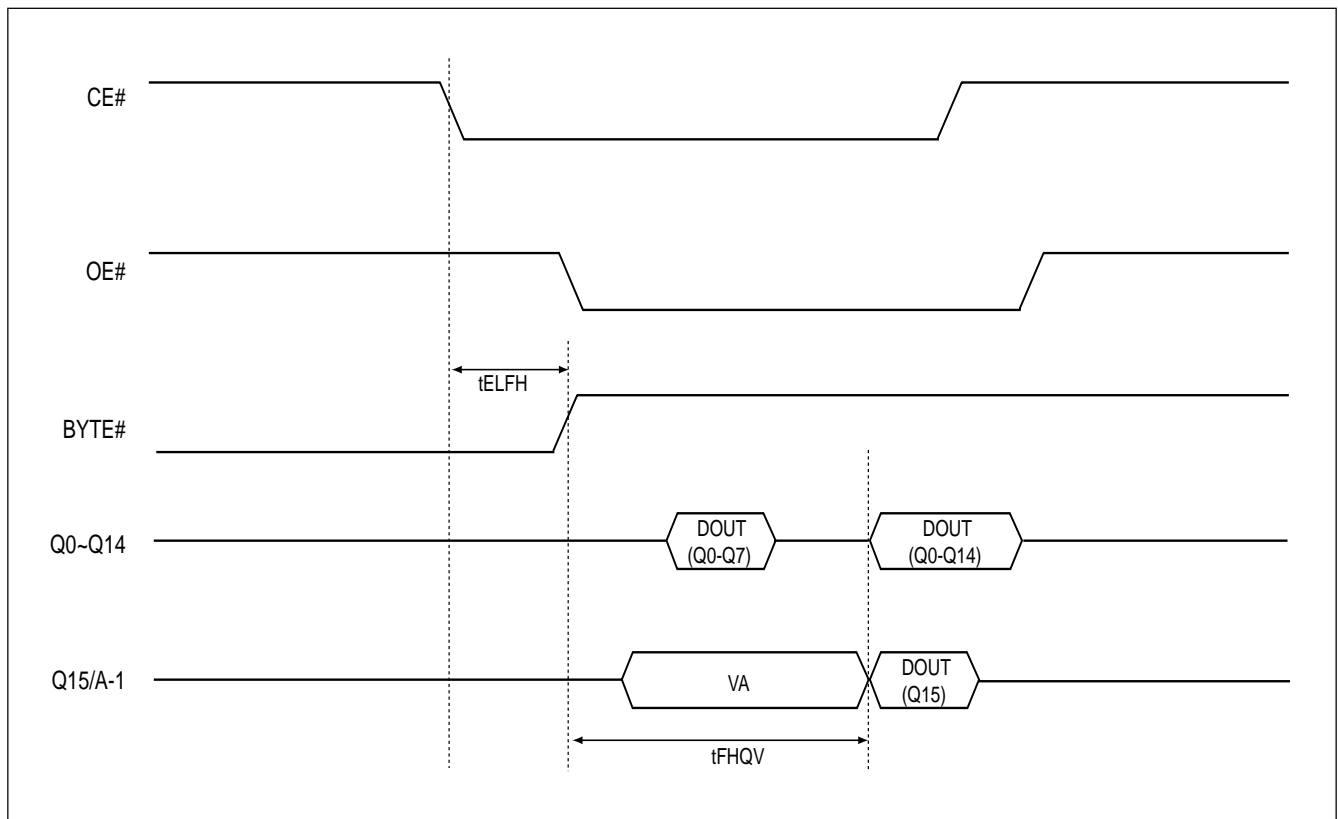 CE#
OE#
tELFH
BYTE#
Q0~Q14
DOUT
(Q0-Q7)
DOUT
(Q0-Q14)
Q15/A-1
VA
DOUT
(Q15)
tFHQV